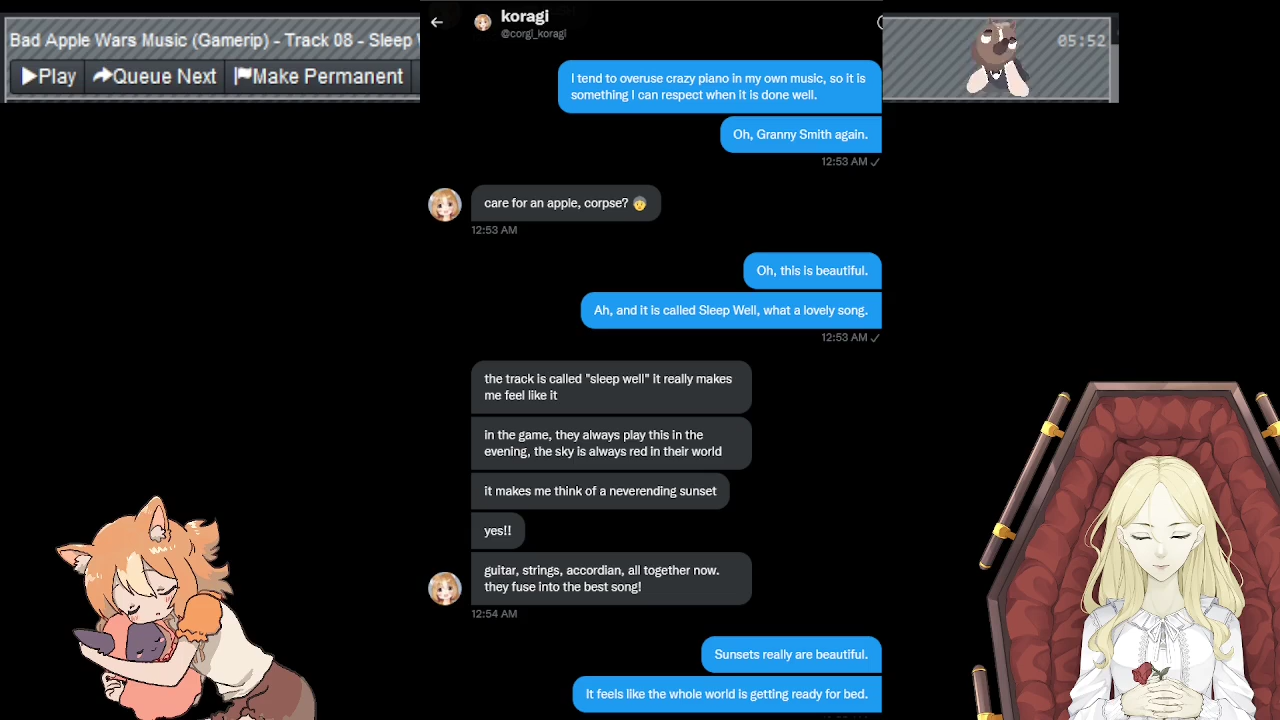 Bad Apple Wars Music (Gamerip) - Track 08 - Sleep
Play Queue Next Make Permanent
koragi
@corgi_koragi
05:52
I tend to overuse crazy piano in my own music, so it is
something I can respect when it is done well.
Oh, Granny Smith again.
12:53 AM
care for an apple, corpse? 👵
12:53 AM
Oh, this is beautiful.
Ah, and it is called Sleep Well, what a lovely song.
12:53 AM
the track is called "sleep well" it really makes
me feel like it
in the game, they always play this in the
evening, the sky is always red in their world
it makes me think of a neverending sunset
yes!!
guitar, strings, accordian, all together now.
they fuse into the best song!
12:54 AM
Sunsets really are beautiful.
It feels like the whole world is getting ready for bed.